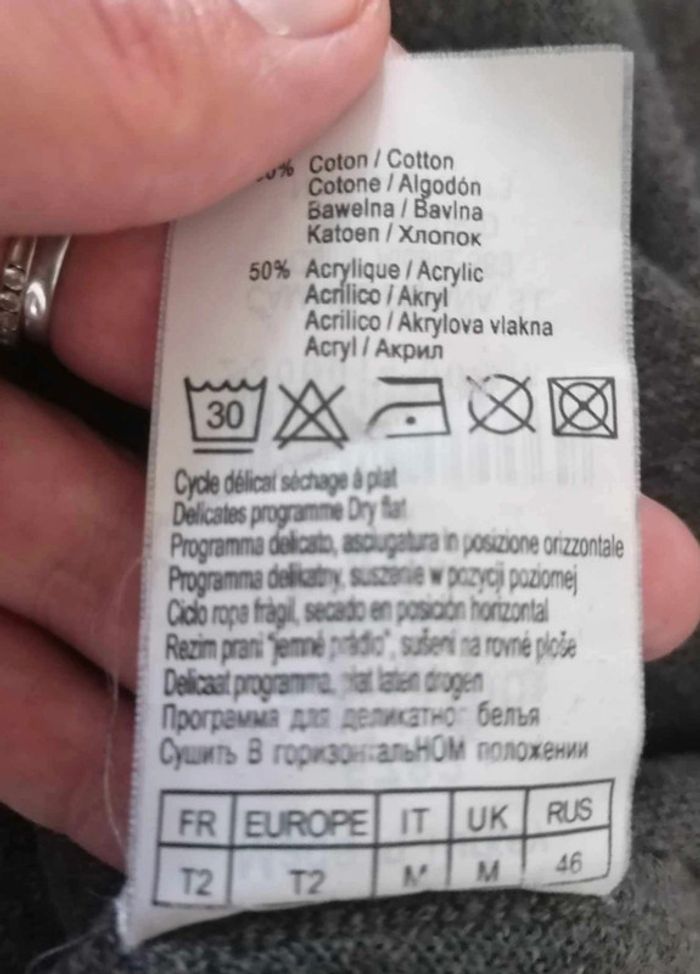 % Coton / Cotton
Cotone / Algodón
Bawełna / Bavlna
Katoen / Хлопок
50% Acrylique / Acrylic
Acrílico / Akryl
Acrilico / Akrylova vlakna
Acryl / Акрил
30
Cycle délicat séchage à plat
Delicates programme Dry flat
Programma delicato, asciugatura in posizione orizzontale
Programma delikatny, suszenie w pozycji poziomej
Ciclo ropa frágil, secado en posición horizontal
Rezim prani "jemné prádlo", sušení na rovné ploše
Delicaat programma, plat laten drogen
Программа для деликатно белья
Сушить В горизонтальНОМ положении
FR EUROPE IT UK RUS
T2 T2 M M 46